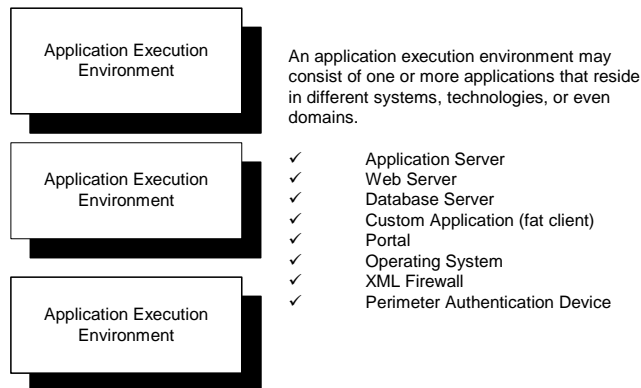 Application Execution
Environment
An application execution environment may
consist of one or more applications that reside
in different systems, technologies, or even
domains.
✓ Application Server
✓ Web Server
✓ Database Server
✓ Custom Application (fat client)
✓ Portal
✓ Operating System
✓ XML Firewall
✓ Perimeter Authentication Device
Application Execution
Environment
Application Execution
Environment